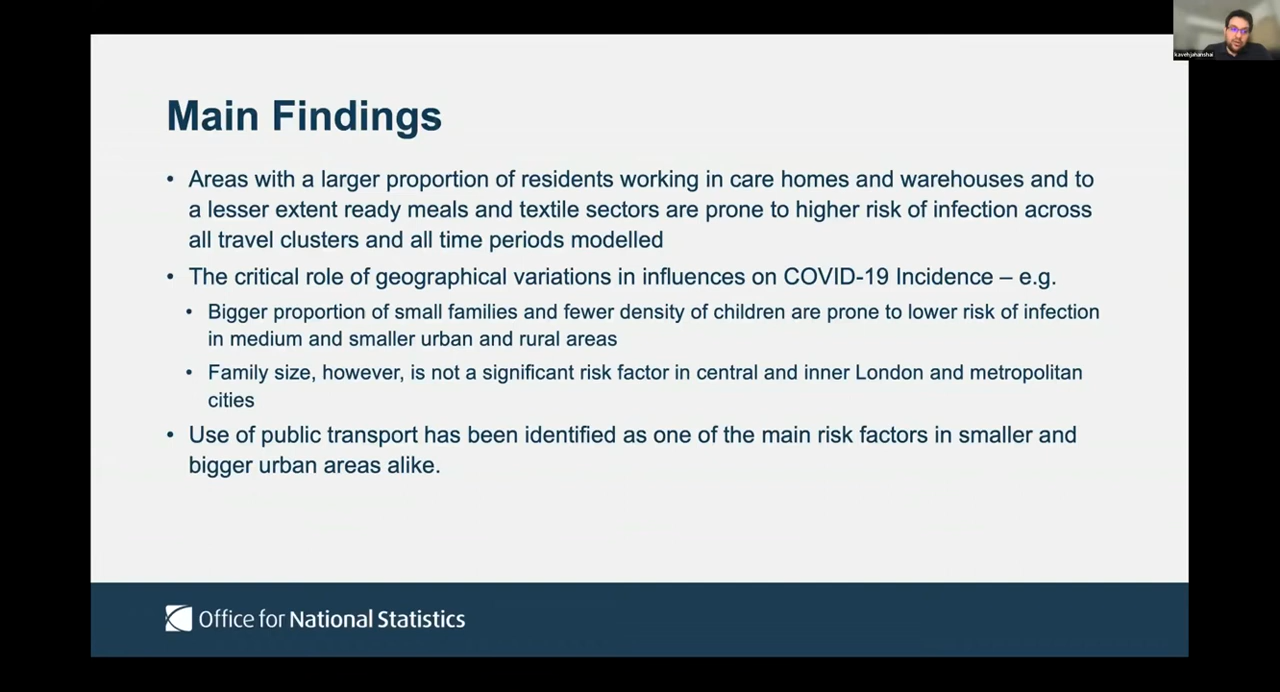 kavehjahanshai
Main Findings
• Areas with a larger proportion of residents working in care homes and warehouses and to
a lesser extent ready meals and textile sectors are prone to higher risk of infection across
all travel clusters and all time periods modelled
• The critical role of geographical variations in influences on COVID-19 Incidence – e.g.
• Bigger proportion of small families and fewer density of children are prone to lower risk of infection
in medium and smaller urban and rural areas
• Family size, however, is not a significant risk factor in central and inner London and metropolitan
cities
• Use of public transport has been identified as one of the main risk factors in smaller and
bigger urban areas alike.
Office for National Statistics